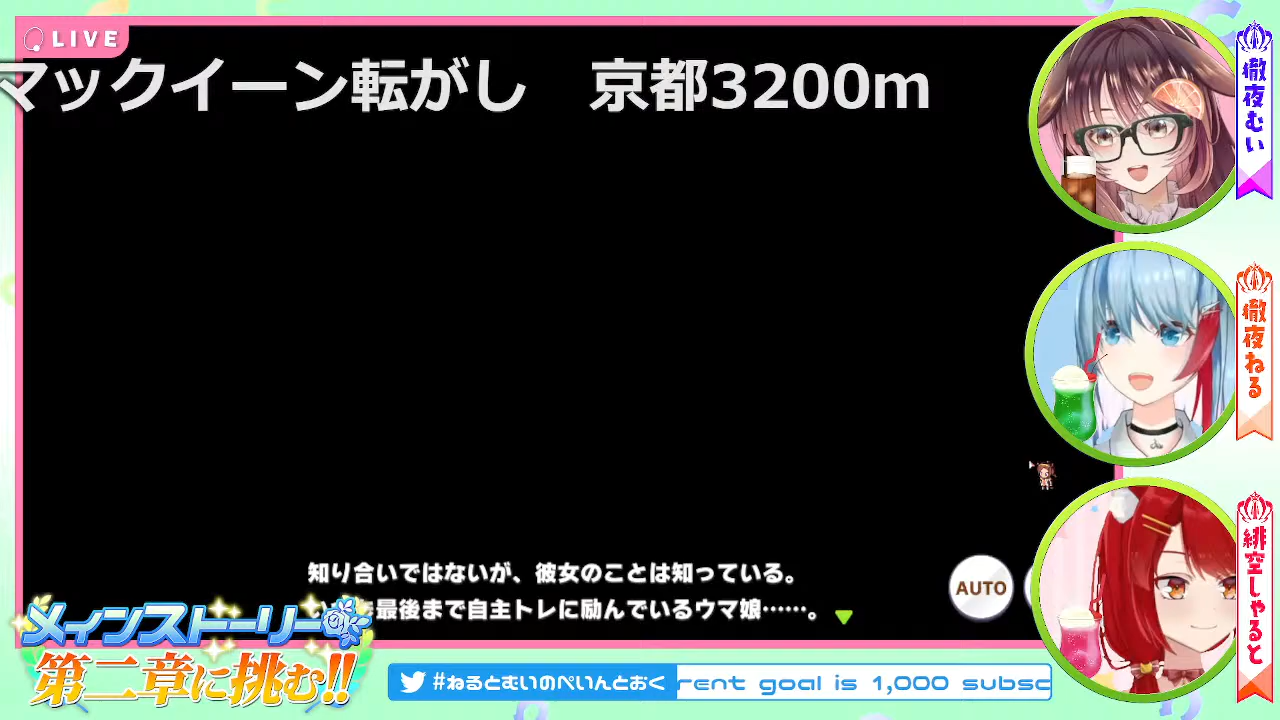 LIVE
マックイーン転がし　京都3200m
徹夜むい
徹夜ねる
緋空しゃると
知り合いではないが、彼女のことは知っている。
最後まで自主トレに励んでいるウマ娘……。
AUTO
メインストーリー
第二章に挑む!!
#ねるとむいのぺいんとおく
rent goal is 1,000 subsc